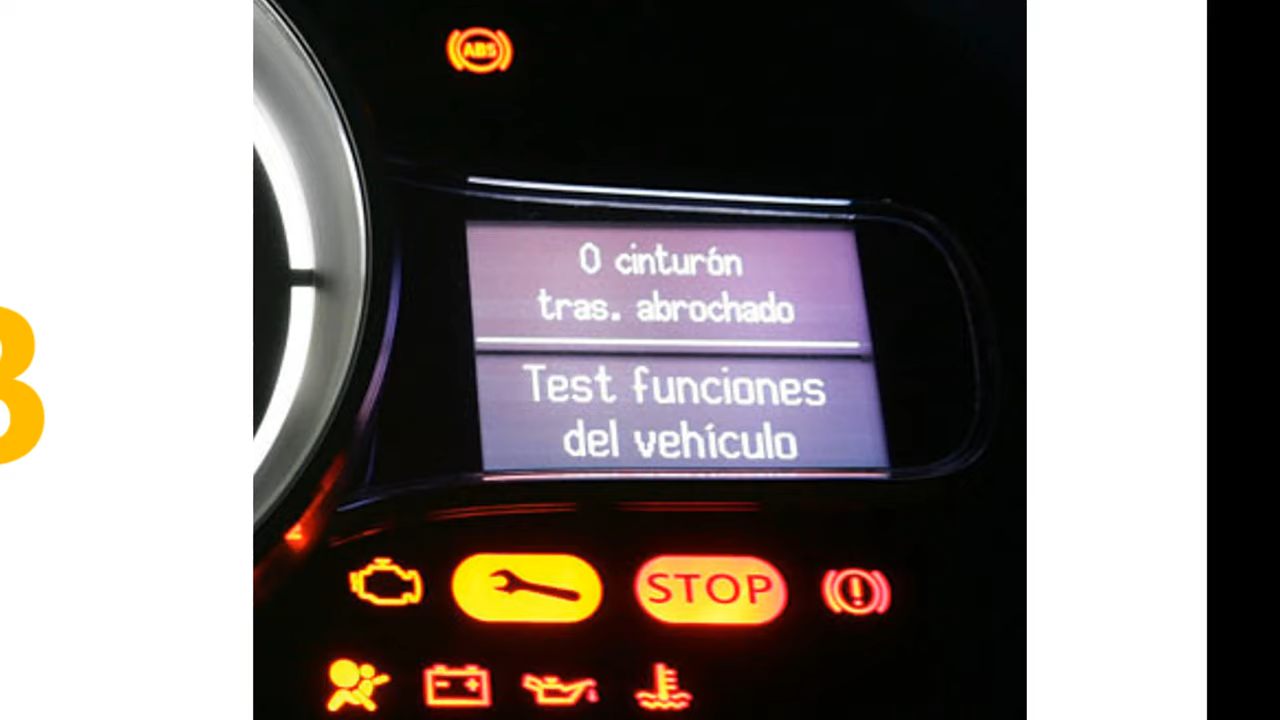 ABS
0 cinturón
tras. abrochado
Test funciones
del vehículo
STOP